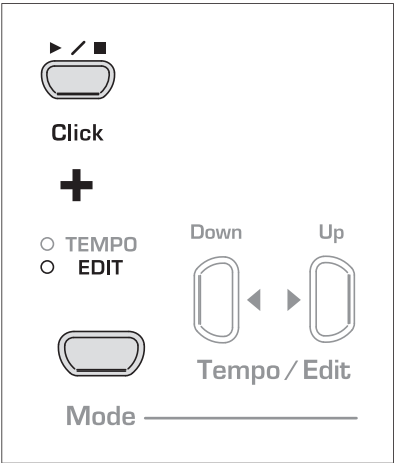 Click
+
TEMPO
EDIT
Down Up
Tempo / Edit
Mode